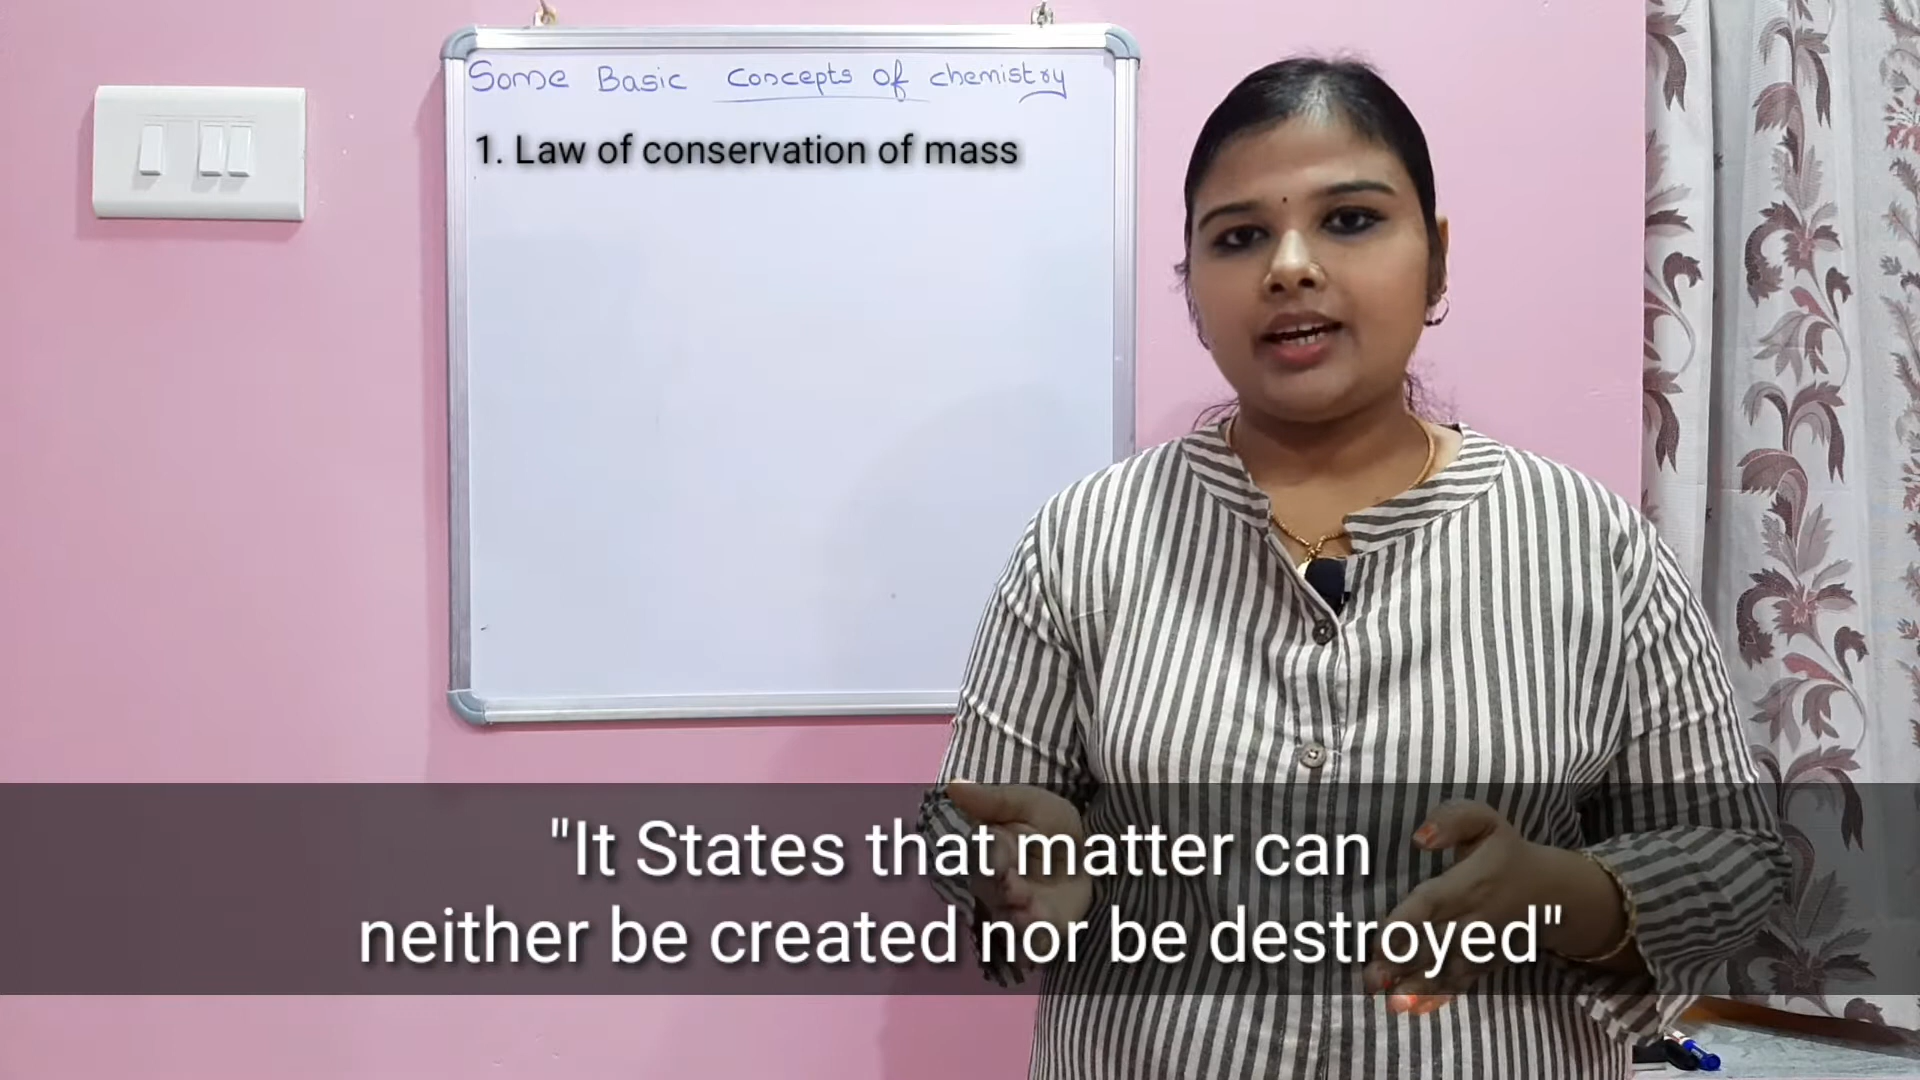 Some Basic Concepts of chemistry
1. Law of conservation of mass
"It States that matter can
neither be created nor be destroyed"